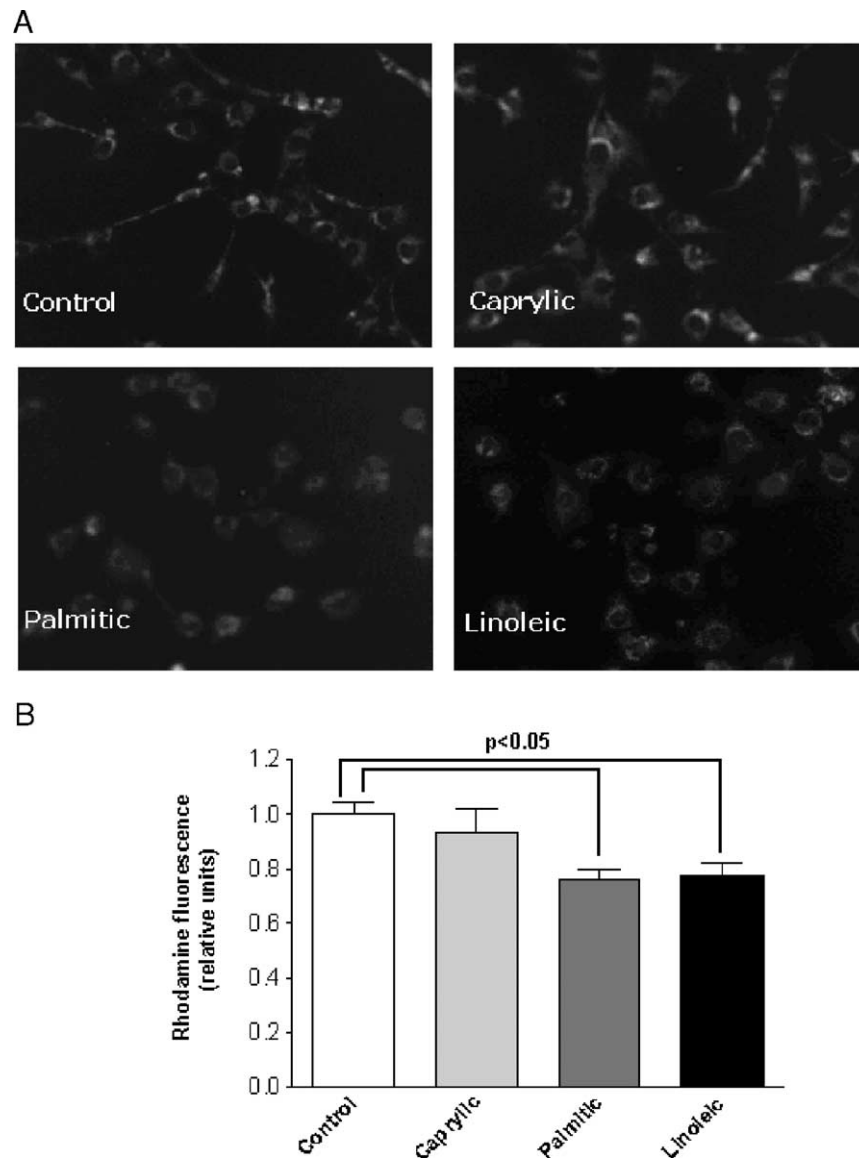 A
Control
Caprylic
Palmitic
Linoleic
B
p<0.05
Rhodamine fluorescence
(relative units)
1.2
1.0
0.8
0.6
0.4
0.2
0.0
Control
Caprylic
Palmitic
Linoleic